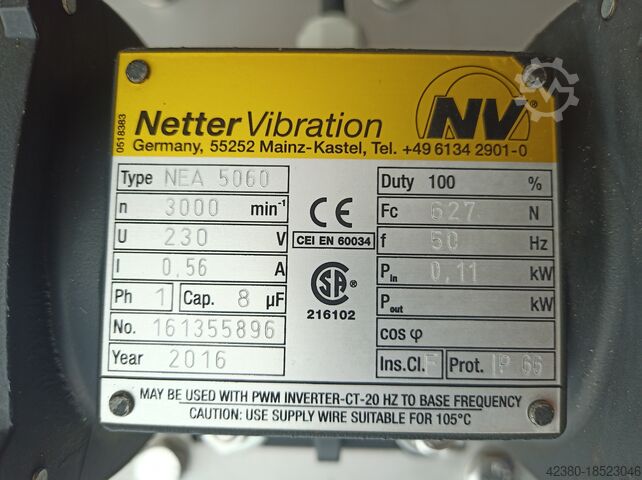 0518383
Netter Vibration
NV®
Germany, 55252 Mainz-Kastel, Tel. +49 6134 2901-0
Type NEA 5060
n 3000 min-1
U 230 V
I 0,56 A
Ph 1 Cap. 8 µF
No. 161355896
Year 2016
CE
CEI EN 60034
SA®
216102
Duty 100 %
Fc 627 N
f 50 Hz
Pin 0,11 kW
Pout kW
cos φ
Ins.Cl. F Prot. IP 66
MAY BE USED WITH PWM INVERTER-CT-20 HZ TO BASE FREQUENCY
CAUTION: USE SUPPLY WIRE SUITABLE FOR 105°C
42380-18523046